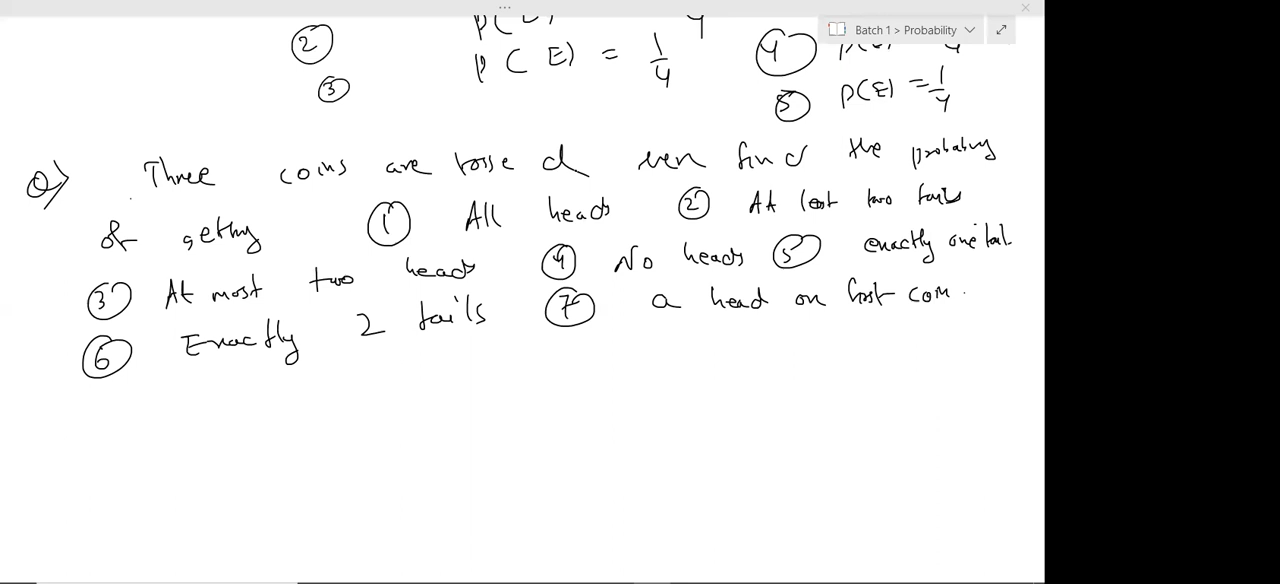 Batch 1 > Probability
② P(E) = 1/4 ④
③ ⑤ P(E) = 1/4
Q) Three coins are tossed then find the probability
of getting ① All heads ② At least two tails
③ At most two heads ④ No heads ⑤ exactly one tail.
⑥ Exactly 2 tails ⑦ a head on first coin.